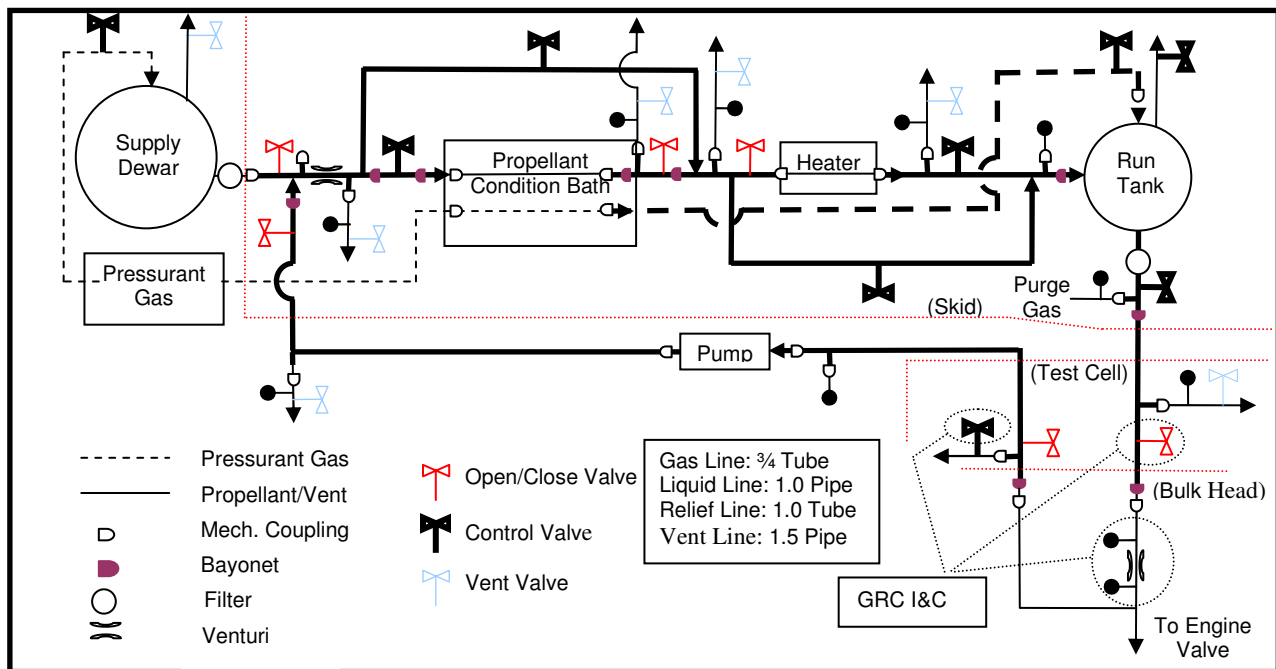 Supply
Dewar
Propellant
Condition Bath
Heater
Run
Tank
Pressurant
Gas
Purge
Gas
(Skid)
Pump
(Test Cell)
(Bulk Head)
Pressurant Gas
Propellant/Vent
Mech. Coupling
Bayonet
Filter
Venturi
Open/Close Valve
Control Valve
Vent Valve
Gas Line: ¾ Tube
Liquid Line: 1.0 Pipe
Relief Line: 1.0 Tube
Vent Line: 1.5 Pipe
GRC I&C
To Engine
Valve